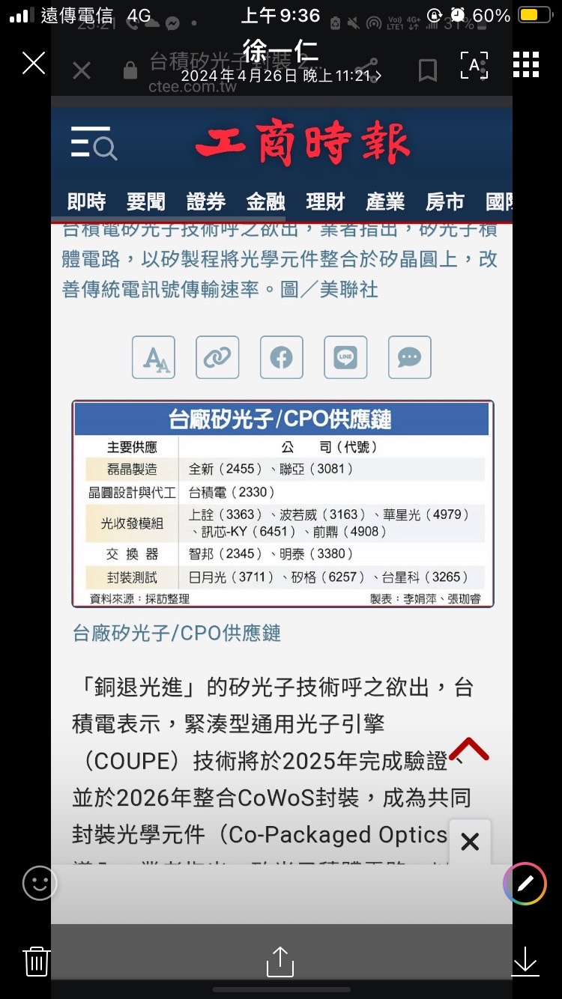 遠傳電信 4G 上午9:36 60%
23:21 Vo) LTE1 4G+ 31%
徐一仁
台積矽光子封裝 2...
2024年4月26日 晚上11:21
ctee.com.tw
工商時報
即時 要聞 證券 金融 理財 產業 房市 國際
台積電矽光子技術呼之欲出，業者指出，矽光子積
體電路，以矽製程將光學元件整合於矽晶圓上，改
善傳統電訊號傳輸速率。圖／美聯社
LINE
台廠矽光子/CPO供應鏈
主要供應 公 司（代號）
磊晶製造 全新（2455）、聯亞（3081）
晶圓設計與代工 台積電（2330）
光收發模組 上詮（3363）、波若威（3163）、華星光（4979）
、訊芯-KY（6451）、前鼎（4908）
交 換 器 智邦（2345）、明泰（3380）
封裝測試 日月光（3711）、矽格（6257）、台星科（3265）
資料來源：採訪整理 製表：李娟萍、張珈睿
台廠矽光子/CPO供應鏈
「銅退光進」的矽光子技術呼之欲出，台
積電表示，緊湊型通用光子引擎
（COUPE）技術將於2025年完成驗證、
並於2026年整合CoWoS封裝，成為共同
封裝光學元件（Co-Packaged Optics